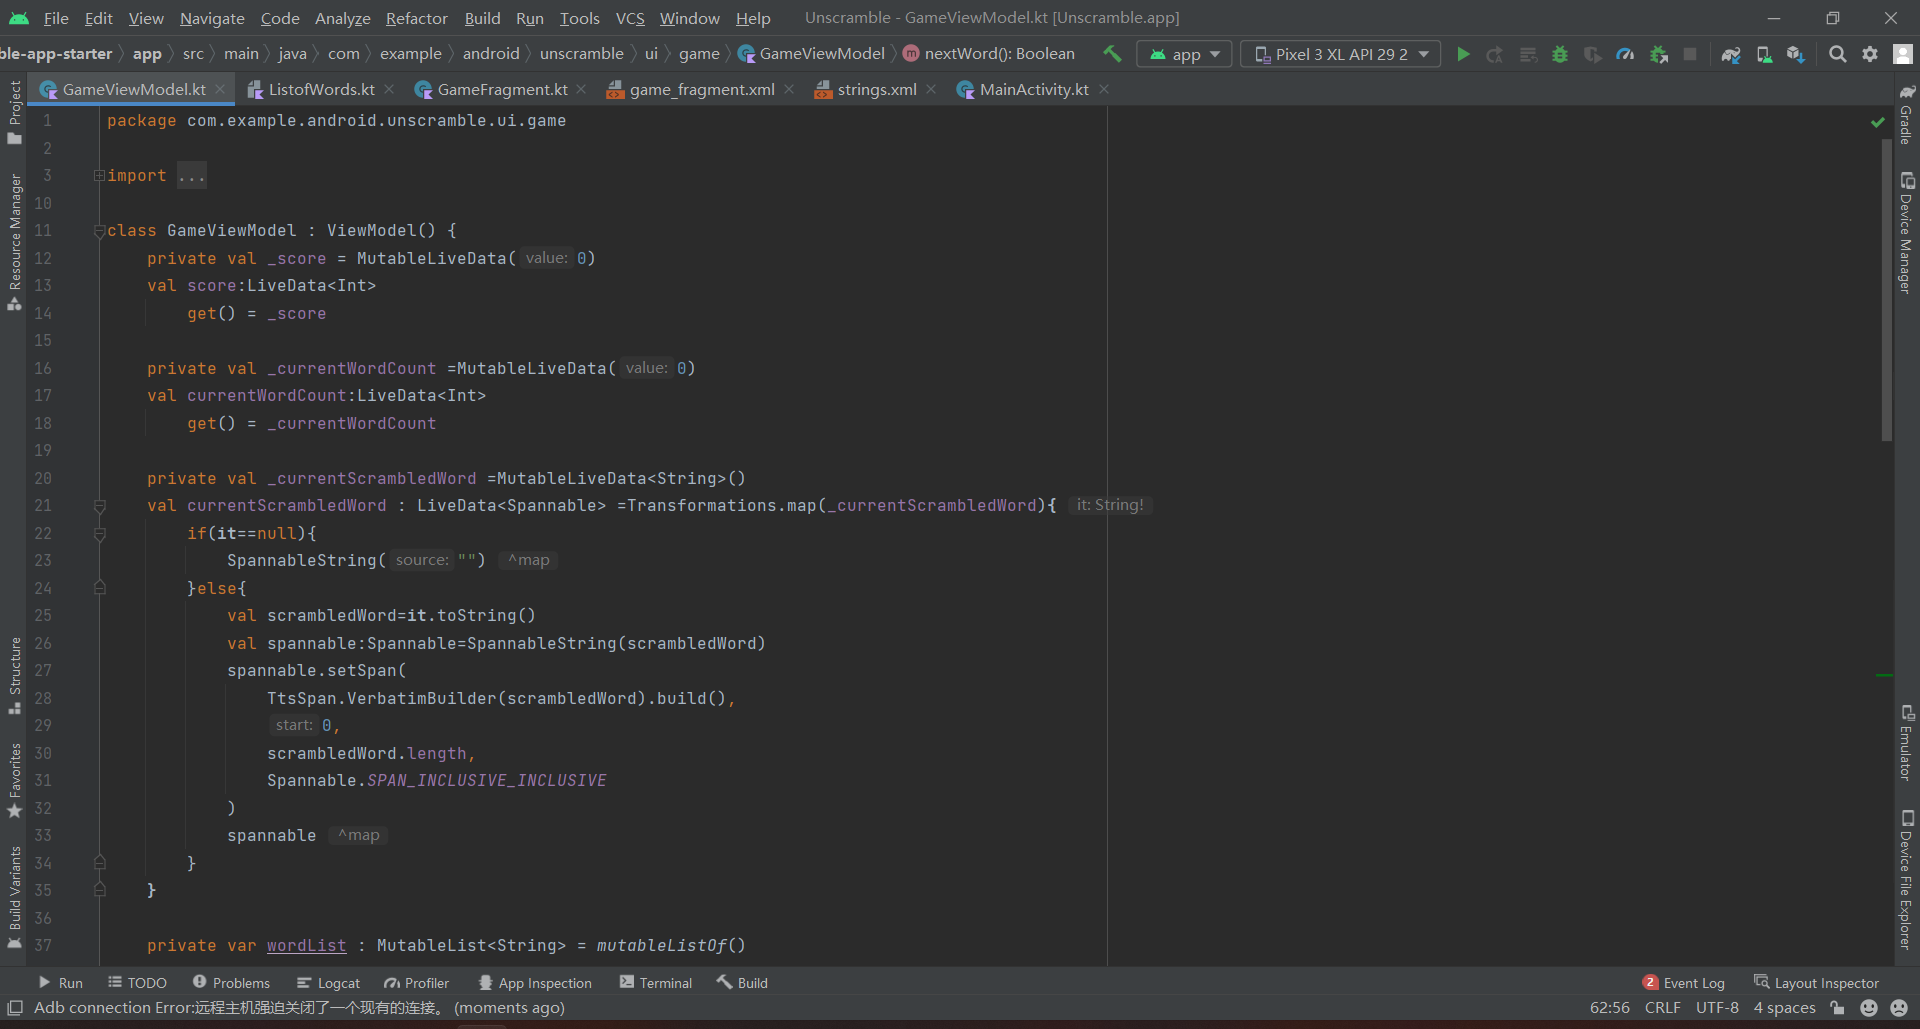 File Edit View Navigate Code Analyze Refactor Build Run Tools VCS Window Help Unscramble - GameViewModel.kt [Unscramble.app]
ble-app-starter app src main java com example android unscramble ui game GameViewModel nextWord(): Boolean app Pixel 3 XL API 29 2
GameViewModel.kt ListofWords.kt GameFragment.kt game_fragment.xml strings.xml MainActivity.kt
Project
Resource Manager
Structure
Favorites
Build Variants
1 package com.example.android.unscramble.ui.game
2
3 import ...
10
11 class GameViewModel : ViewModel() {
12 private val _score = MutableLiveData( value: 0)
13 val score:LiveData<Int>
14 get() = _score
15
16 private val _currentWordCount =MutableLiveData( value: 0)
17 val currentWordCount:LiveData<Int>
18 get() = _currentWordCount
19
20 private val _currentScrambledWord =MutableLiveData<String>()
21 val currentScrambledWord : LiveData<Spannable> =Transformations.map(_currentScrambledWord){ it: String!
22 if(it==null){
23 SpannableString( source: "") ^map
24 }else{
25 val scrambledWord=it.toString()
26 val spannable:Spannable=SpannableString(scrambledWord)
27 spannable.setSpan(
28 TtsSpan.VerbatimBuilder(scrambledWord).build(),
29 start: 0,
30 scrambledWord.length,
31 Spannable.SPAN_INCLUSIVE_INCLUSIVE
32 )
33 spannable ^map
34 }
35 }
36
37 private var wordList : MutableList<String> = mutableListOf()
Gradle
Device Manager
Emulator
Device File Explorer
Run TODO Problems Logcat Profiler App Inspection Terminal Build 2 Event Log Layout Inspector
Adb connection Error:远程主机强迫关闭了一个现有的连接。 (moments ago) 62:56 CRLF UTF-8 4 spaces